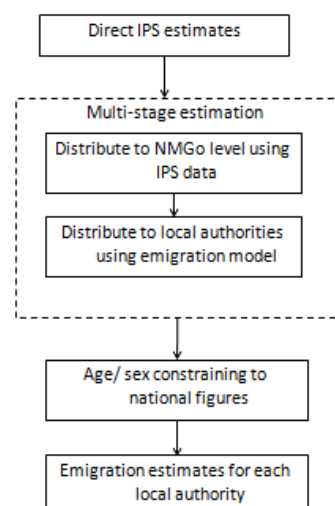 Direct IPS estimates
Multi-stage estimation
Distribute to NMGo level using
IPS data
Distribute to local authorities
using emigration model
Age/ sex constraining to
national figures
Emigration estimates for each
local authority